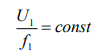 U₁/f₁ = const